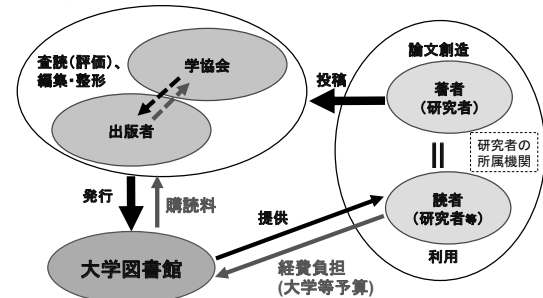 査読(評価)、
編集・整形
学協会
出版者
投稿
論文創造
著者
(研究者)
||
研究者の
所属機関
読者
(研究者等)
利用
発行
購読料
提供
大学図書館
経費負担
(大学等予算)